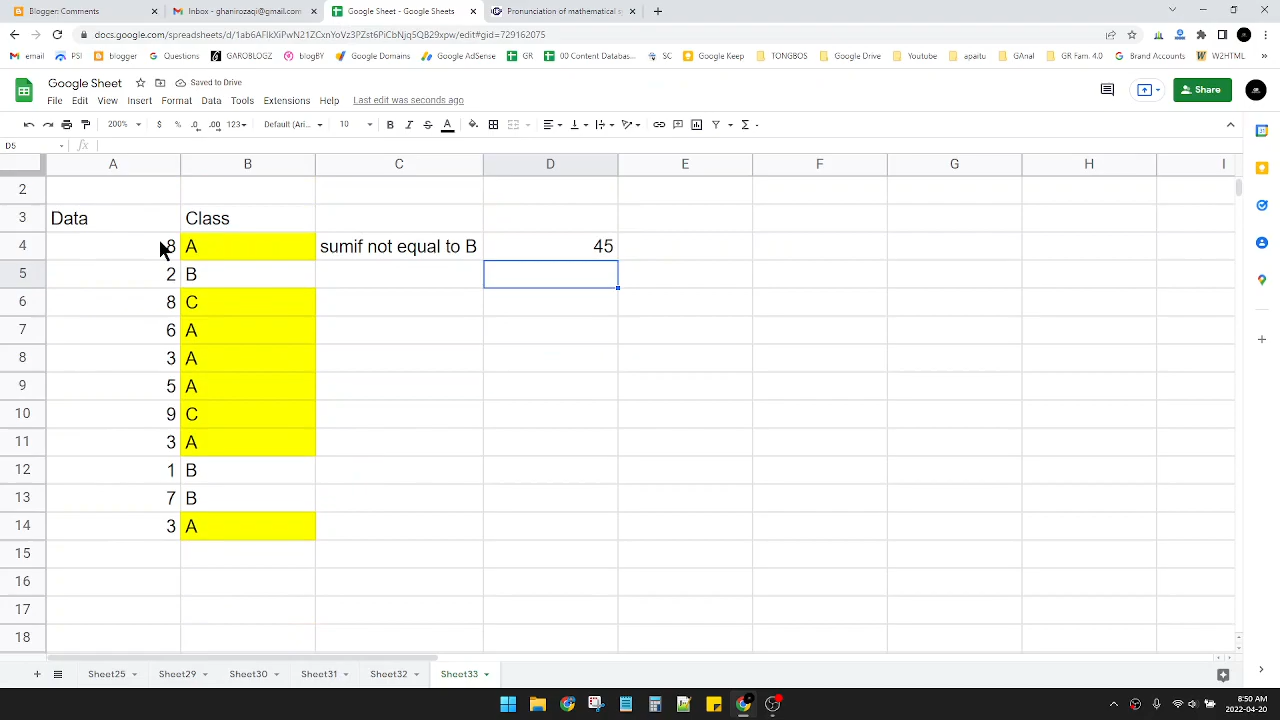 Blogger Comments
Inbox - ghanirozaqi@gmail.com
Google Sheet - Google Sheets
Pronunciation of mathematical s
docs.google.com/spreadsheets/d/1ab6AFlkXiPwN21ZCxnYoVz3PZst6PiCbNjq5QB29xpw/edit#gid=729162075
email PSI blogger Questions GAROBLOGZ blogBY Google Domains Google AdSense GR 00 Content Databas... SC Google Keep TONGBOS Google Drive Youtube apaitu GAnal GR Fam. 4.0 Brand Accounts W2HTML
Google Sheet Saved to Drive
File Edit View Insert Format Data Tools Extensions Help Last edit was seconds ago
Share
200% $ % .0 .00 123 Default (Ari... 10 B I S A
D5 fx
A B C D E F G H I
2
3 Data Class
4 8 A sumif not equal to B 45
5 2 B
6 8 C
7 6 A
8 3 A
9 5 A
10 9 C
11 3 A
12 1 B
13 7 B
14 3 A
15
16
17
18
Sheet25 Sheet29 Sheet30 Sheet31 Sheet32 Sheet33
8:50 AM
2022-04-20